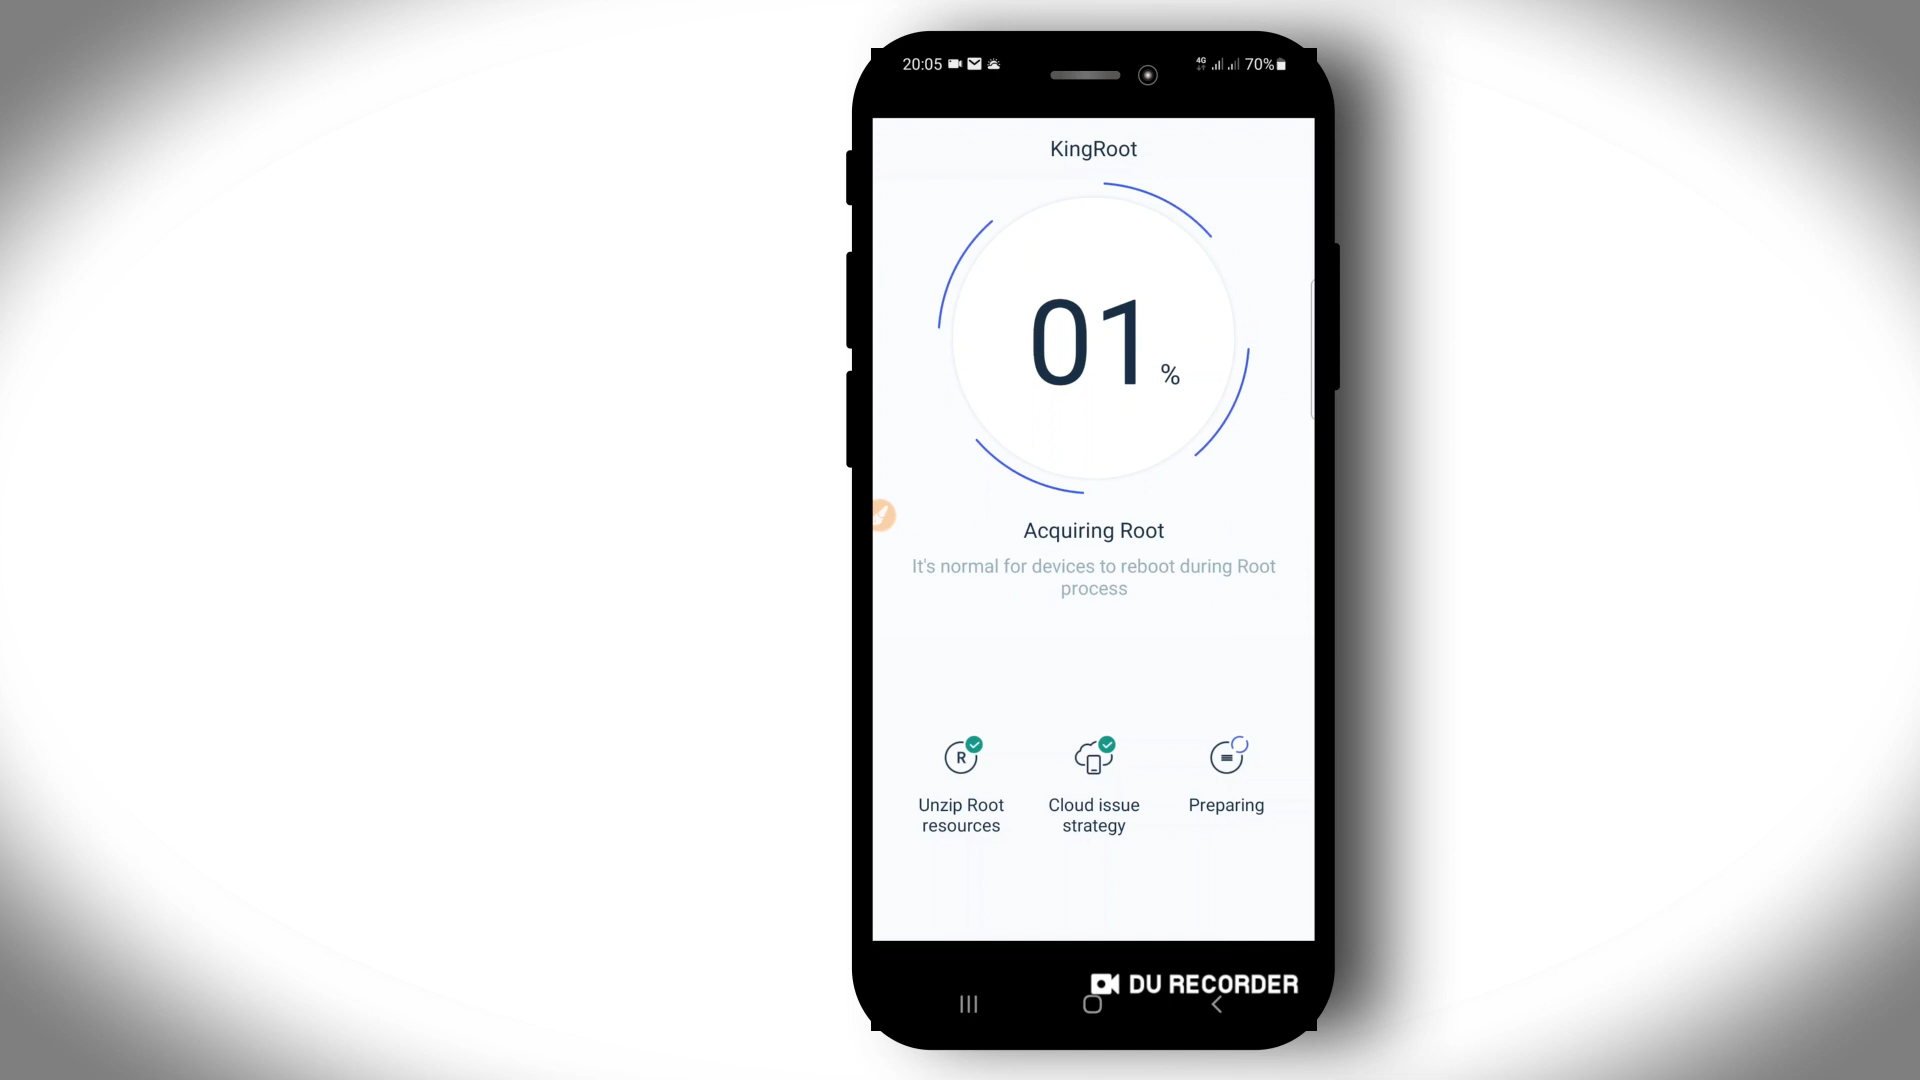 20:05
4G
70%
KingRoot
01 %
Acquiring Root
It's normal for devices to reboot during Root
process
R
Unzip Root
resources
Cloud issue
strategy
Preparing
DU RECORDER